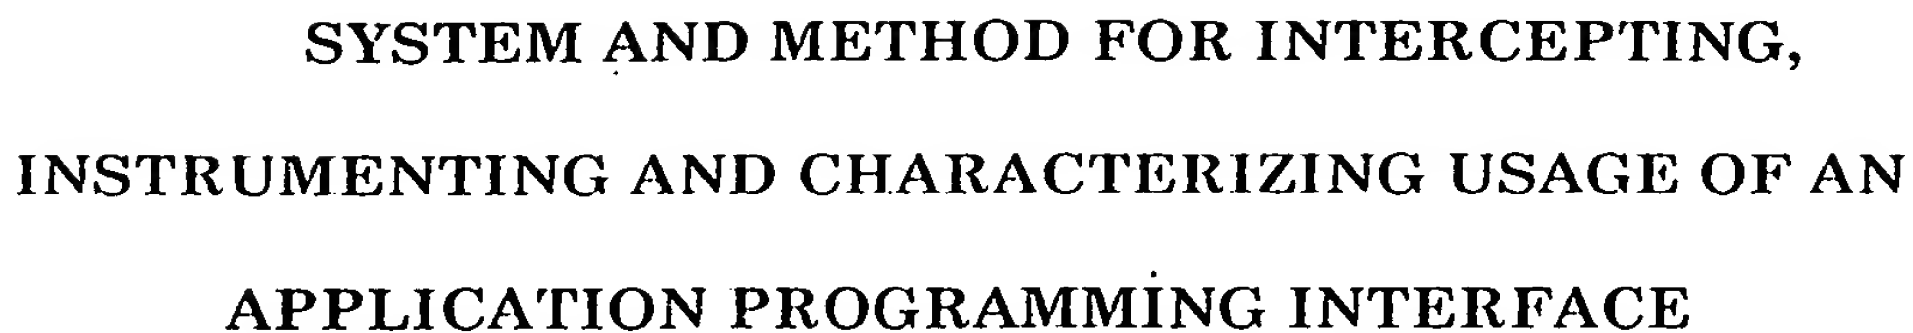 SYSTEM AND METHOD FOR INTERCEPTING,
INSTRUMENTING AND CHARACTERIZING USAGE OF AN
APPLICATION PROGRAMMING INTERFACE